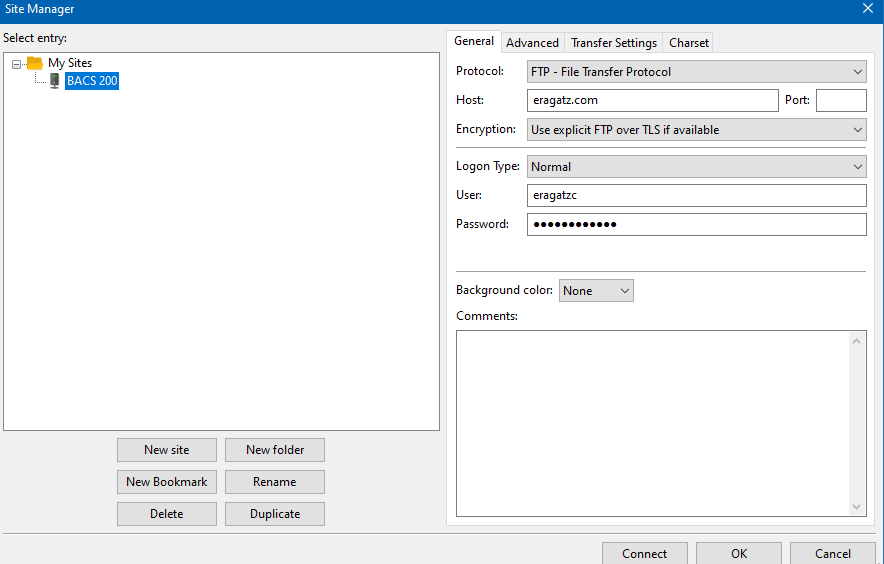 Site Manager
Select entry:
My Sites
BACS 200
New site
New folder
New Bookmark
Rename
Delete
Duplicate
General
Advanced
Transfer Settings
Charset
Protocol:
FTP - File Transfer Protocol
Host:
eragatz.com
Port:
Encryption:
Use explicit FTP over TLS if available
Logon Type:
Normal
User:
eragatzc
Password:
●●●●●●●●●●●●
Background color:
None
Comments:
Connect
OK
Cancel